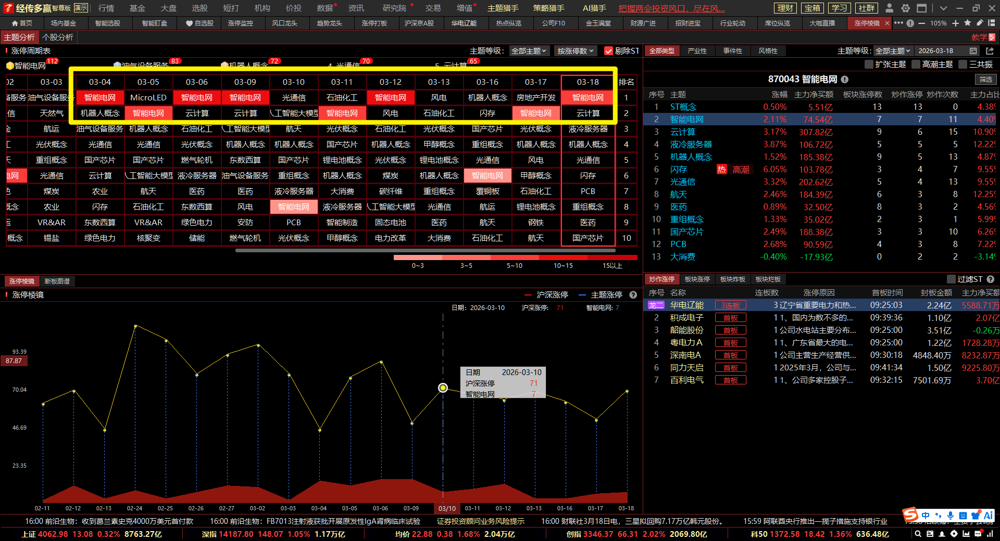 经传多赢 智尊版 演示 行情 基金 大盘 选股 短打 机构 价投 数据 资讯 研究院 交易 增值 主题猎手 策略猎手 AI猎手 把握两会投资风口，尽在风... 理财 宝箱 学习 社群
首页 场内基金 智能选股 智能盯盘 自选股 涨停监控 风口龙头 趋势龙头 涨停打板 沪深京A股 华电辽能 热点纵览 公司F10 金玉满堂 财源广进 招财进宝 行业轮动 席位纵览 大咖直播 涨停棱镜 × 105%
主题分析 个股分析 教学
涨停周期表 主题等级： 全部主题 按涨停数 剔除ST
智能电网 112 油气设备服务 83 机器人概念 72 4 光通信 70 5 云计算 65
02 03-03 03-04 03-05 03-06 03-09 03-10 03-11 03-12 03-13 03-16 03-17 03-18 排名
备服务 油气设备服务 智能电网 MicroLED 智能电网 智能电网 光通信 石油化工 智能电网 风电 机器人概念 房地产开发 智能电网 1
信 天然气 机器人概念 智能电网 云计算 云计算 人工智能大模型 智能电网 风电 石油化工 闪存 智能电网 云计算 2
金 航运 油气设备服务 机器人概念 石油化工 人工智能大模型 航天 光伏概念 石油化工 光伏概念 国产芯片 光伏概念 液冷服务器 3
工 光伏概念 光通信 光通信 光伏概念 机器人概念 机器人概念 国产芯片 机器人概念 甲醇概念 重组概念 机器人概念 机器人概念 4
天 重组概念 国产芯片 国产芯片 燃气轮机 东数西算 国产芯片 锂电池概念 光伏概念 锂电池概念 光通信 风电 光通信 5
电网 光通信 云计算 人工智能大模型 液冷服务器 油气设备服务 重组概念 机器人概念 煤炭 机器人概念 智能电网 甲醇概念 闪存 6
色 煤炭 农业 航天 医药 医药 液冷服务器 大消费 碳纤维 重组概念 覆铜板 石油化工 PCB 7
概念 农业 闪存 石油化工 东数西算 风电 智能电网 液冷服务器 人工智能大模型 光通信 航运 锂电池概念 重组概念 8
运 VR&AR 东数西算 VR&AR 绿色电力 安防 PCB 智能制造 固态电池 医药 航天 钢铁 医药 9
概念 锡盐 绿色电力 核聚变 储能 燃气轮机 光伏概念 甲醇概念 电力改革 大消费 石油化工 航天 国产芯片 10
0~3 3~5 5~10 10~15 15以上
涨停棱镜 断板图谱
涨停棱镜 沪深涨停 主题涨停
日期: 2026-03-10 沪深涨停: 71 智能电网: 7
93.39
87.87
70.04
46.69
23.35
日期 2026-03-10
沪深涨停 71
智能电网 7
02-11 02-12 02-13 02-24 02-25 02-26 02-27 03-02 03-03 03-04 03-05 03-06 03-09 03/10 03-11 03-12 03-13 03-16 03-17 03-18
全部类型 产业性 事件性 风格性 主题等级: 全部主题 2026-03-18
扩张主题 高潮主题 三共振
870043 智能电网 筛选
序号 主题 涨幅 主力净买额 板块涨停数 炒作涨停 炒作次数 主力占比
1 ST概念 0.50% 5.51亿 13 13 0 4.38%
2 智能电网 2.11% 74.54亿 7 7 11 4.40%
3 云计算 3.17% 307.82亿 9 6 15 10.90%
4 液冷服务器 3.87% 106.72亿 5 5 5 12.22%
5 机器人概念 1.52% 185.38亿 9 5 13 4.87%
6 闪存 热 高潮 6.05% 103.78亿 3 4 7 9.55%
7 光通信 3.32% 202.62亿 5 4 13 9.55%
8 航天 2.46% 184.39亿 6 3 8 12.25%
9 医药 0.89% 32.50亿 8 3 2 4.56%
10 重组概念 1.33% 35.02亿 2 3 1 5.99%
11 国产芯片 2.49% 188.38亿 3 3 10 6.26%
12 PCB 2.68% 90.59亿 4 3 8 7.22%
13 大消费 -0.40% -17.93亿 0 2 2 -3.14%
炒作涨停 板块涨停 板块炸板 板块烂板 过滤ST
序号 名称 连板数 涨停原因 首板时间 封板金额 主力净买额
龙二 华电辽能 3连板 3 辽宁省重要电力和热... 09:25:03 2.24亿 5588.71万
2 积成电子 首板 1 1、国内为数不多的... 09:39:36 1.10亿 2.07亿
3 韶能股份 首板 1 公司水电站主要分布... 09:25:00 3.51亿 -0.26万
4 粤电力Ａ 首板 1 1、广东省最大的电... 09:25:00 1.22亿 1728.28万
5 深南电A 首板 1 公司主营生产经营供... 09:30:18 4848.40万 8232.87万
6 同力天启 首板 1 2025年3月，公司与... 09:41:34 1.50亿 9225.80万
7 百利电气 首板 1 1、公司多家控股子... 09:32:15 7501.69万 3.70亿
16:00 前沿生物：收到葛兰素史克4000万美元首付款 16:00 前沿生物：FB7013注射液获批开展原发性IgA肾病临床试验 证券投资顾问业务风险提示 16:00 财联社3月18日电，三星拟回购7.17万亿韩元股份。 15:59 阿联酋央行推出一揽子措施支持银行业
上证 4062.98 13.08 0.32% 8763.27亿 深指 14187.80 148.07 1.05% 1.17万亿 均价 22.88 0.38 1.68% 2.04万亿 创指 3346.37 66.31 2.02% 2069.80亿 科50 1372.58 18.42 1.36% 636.48亿
中 Ai